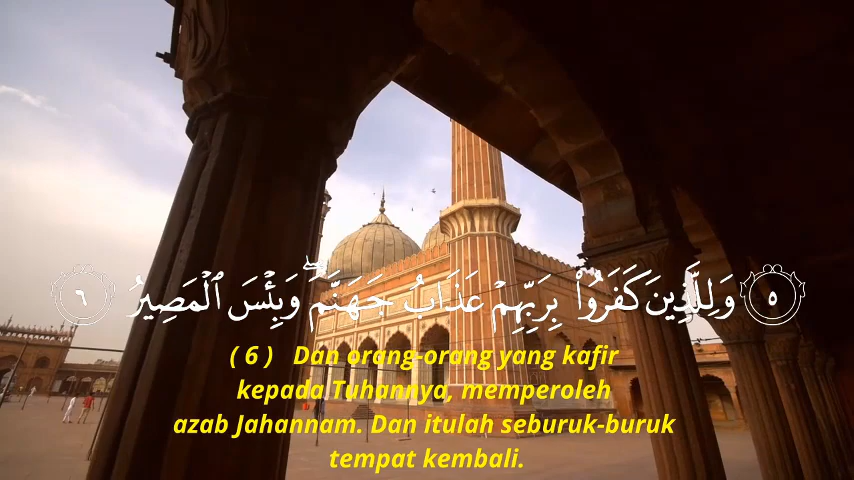 ٥ وَلِلَّذِينَ كَفَرُوا۟ بِرَبِّهِمْ عَذَابُ جَهَنَّمَ ۖ وَبِئْسَ ٱلْمَصِيرُ ٦
( 6 ) Dan orang-orang yang kafir
kepada Tuhannya, memperoleh
azab Jahannam. Dan itulah seburuk-buruk
tempat kembali.